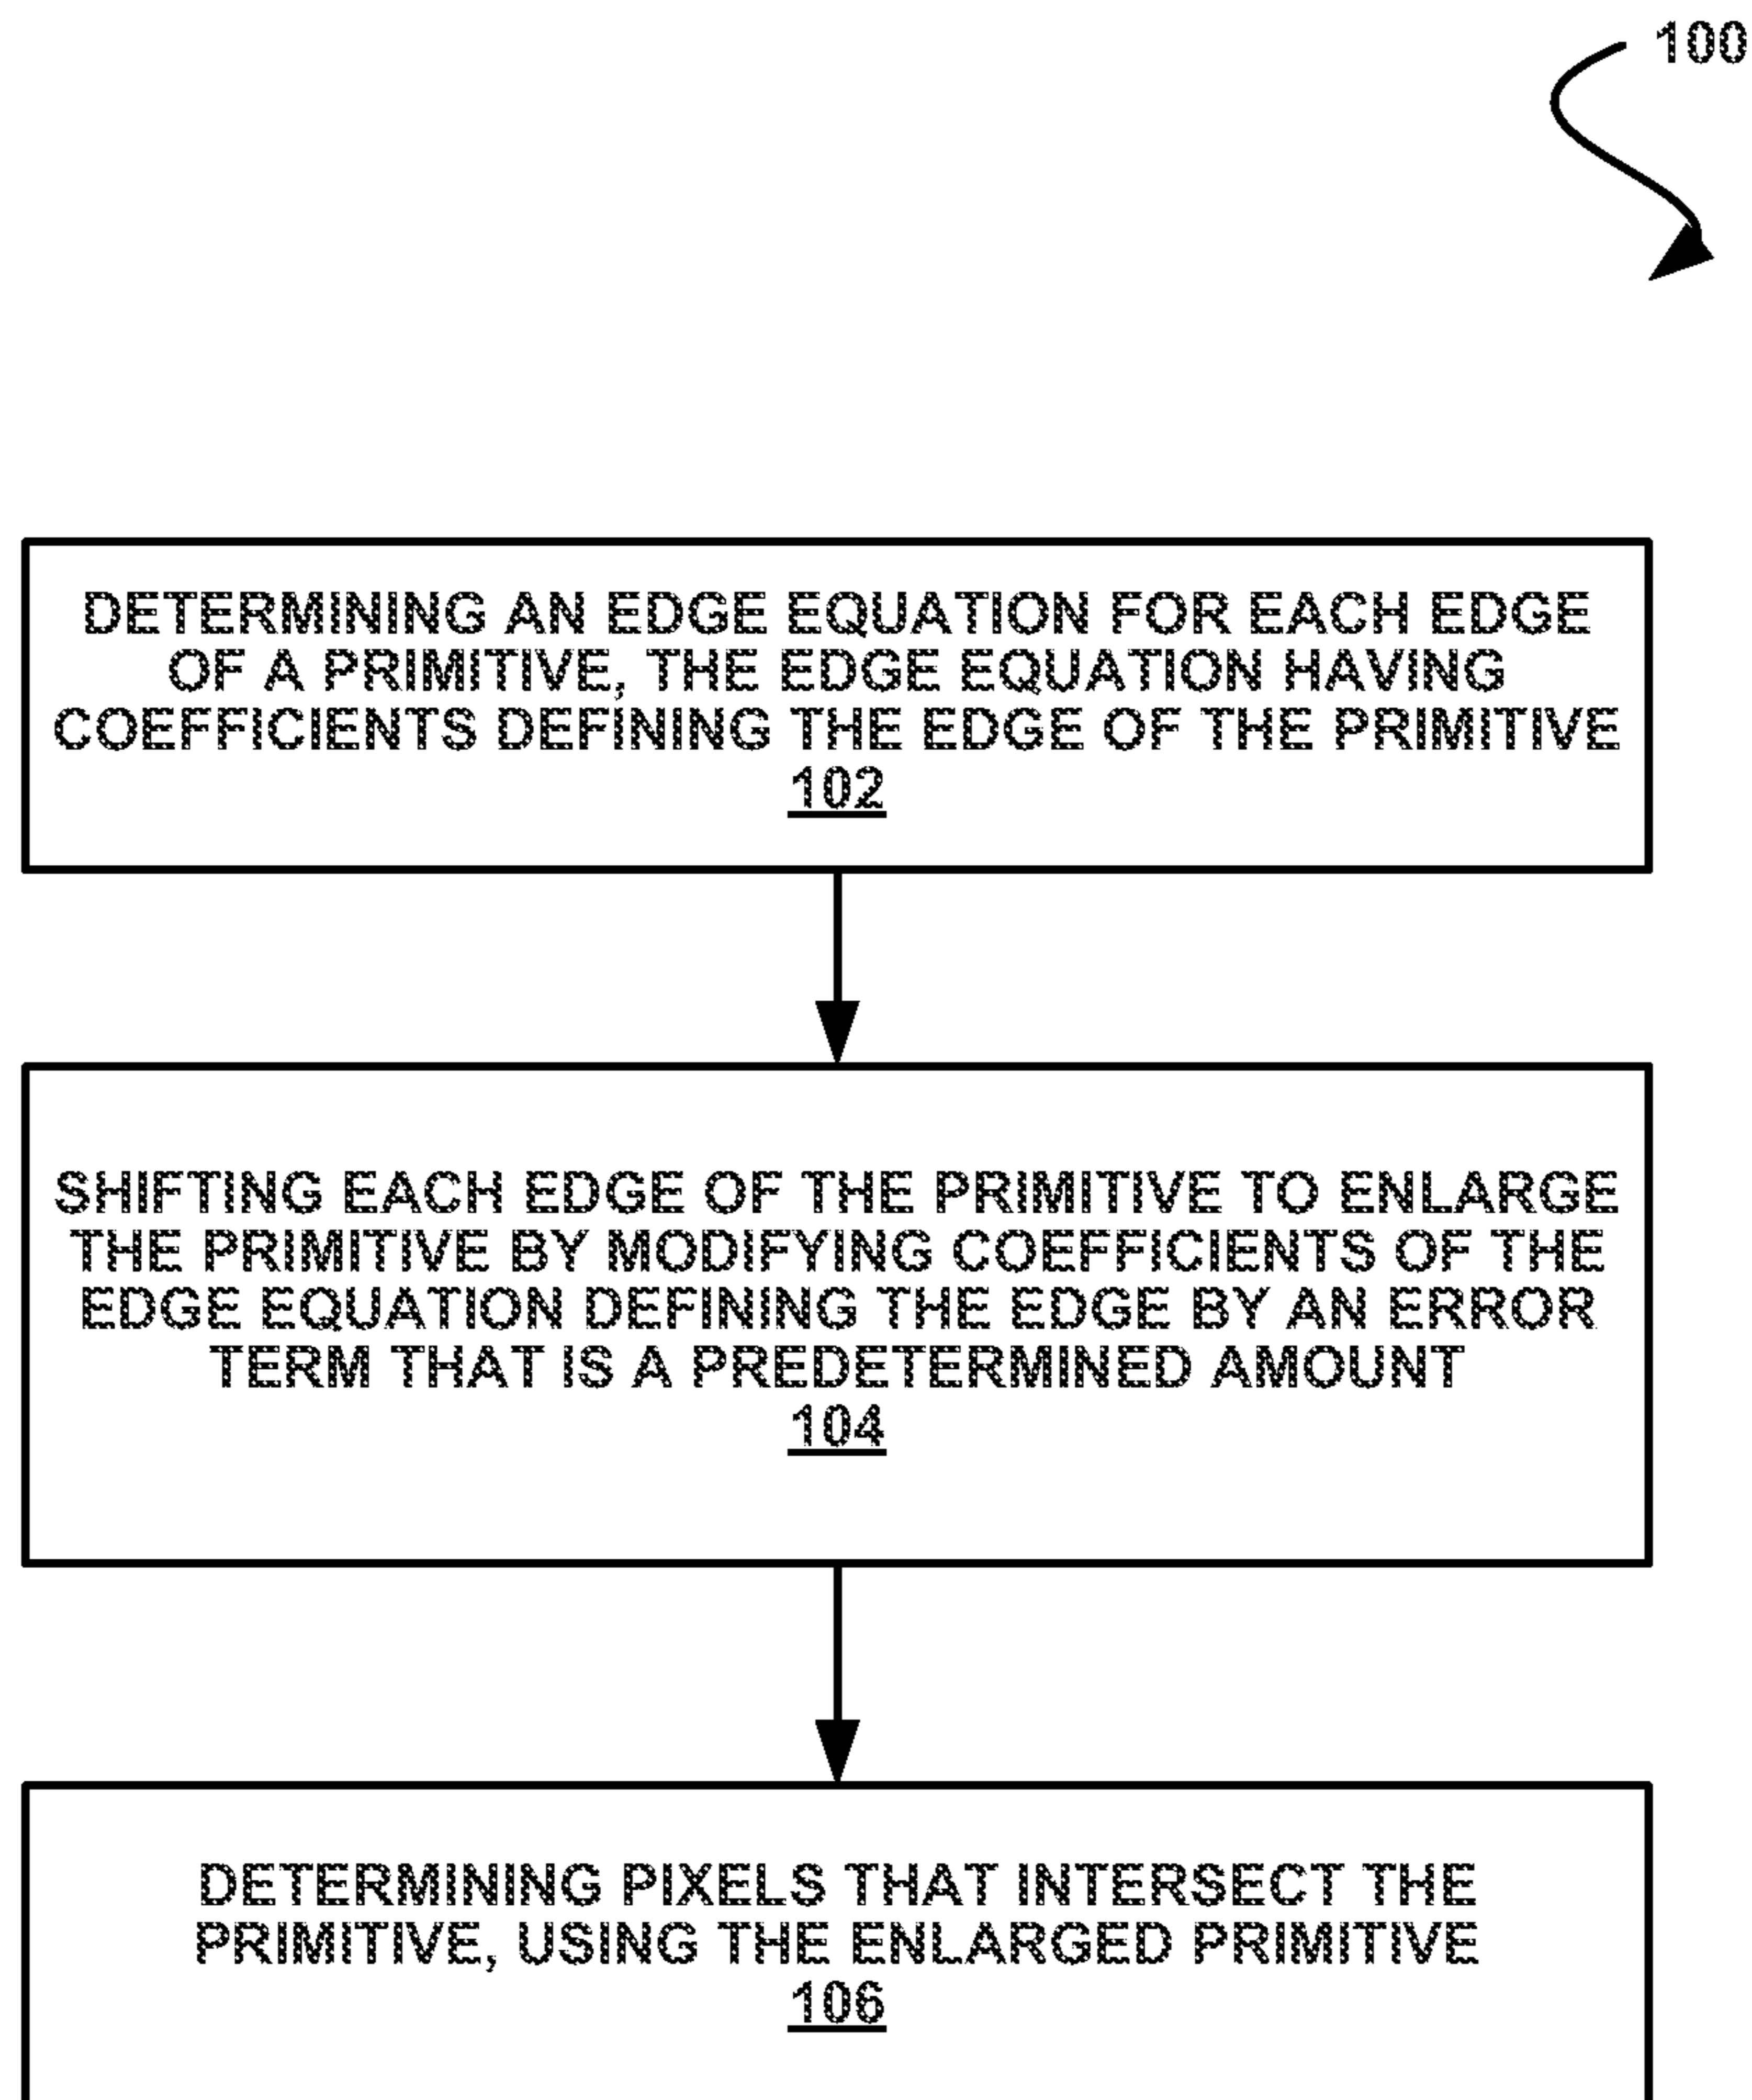 100
DETERMINING AN EDGE EQUATION FOR EACH EDGE
OF A PRIMITIVE, THE EDGE EQUATION HAVING
COEFFICIENTS DEFINING THE EDGE OF THE PRIMITIVE
102
SHIFTING EACH EDGE OF THE PRIMITIVE TO ENLARGE
THE PRIMITIVE BY MODIFYING COEFFICIENTS OF THE
EDGE EQUATION DEFINING THE EDGE BY AN ERROR
TERM THAT IS A PREDETERMINED AMOUNT
104
DETERMINING PIXELS THAT INTERSECT THE
PRIMITIVE, USING THE ENLARGED PRIMITIVE
106